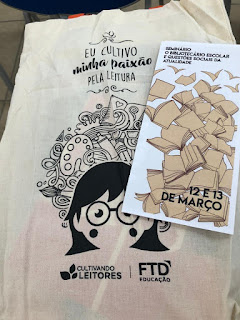 EU CULTIVO
minha paixão
PELA LEITURA
SEMINÁRIO
O BIBLIOTECÁRIO ESCOLAR
E QUESTÕES SOCIAIS DA
ATUALIDADE
12 E 13
DE MARÇO
CULTIVANDO
LEITORES
FTD
EDUCAÇÃO